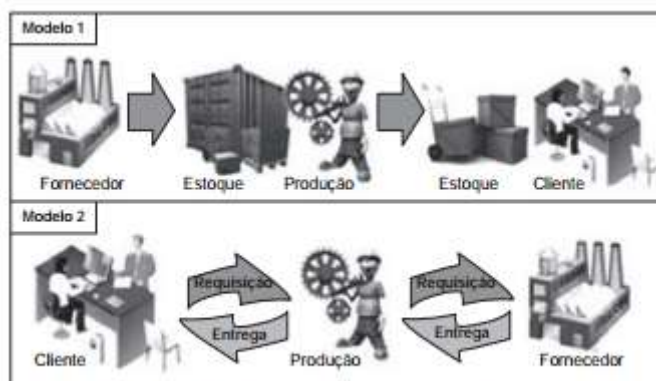 Modelo 1
Fornecedor
Estoque
Produção
Estoque
Cliente
Modelo 2
Requisição
Requisição
Entrega
Entrega
Cliente
Produção
Fornecedor